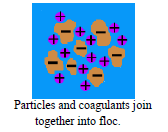 Particles and coagulants join
together into floc.